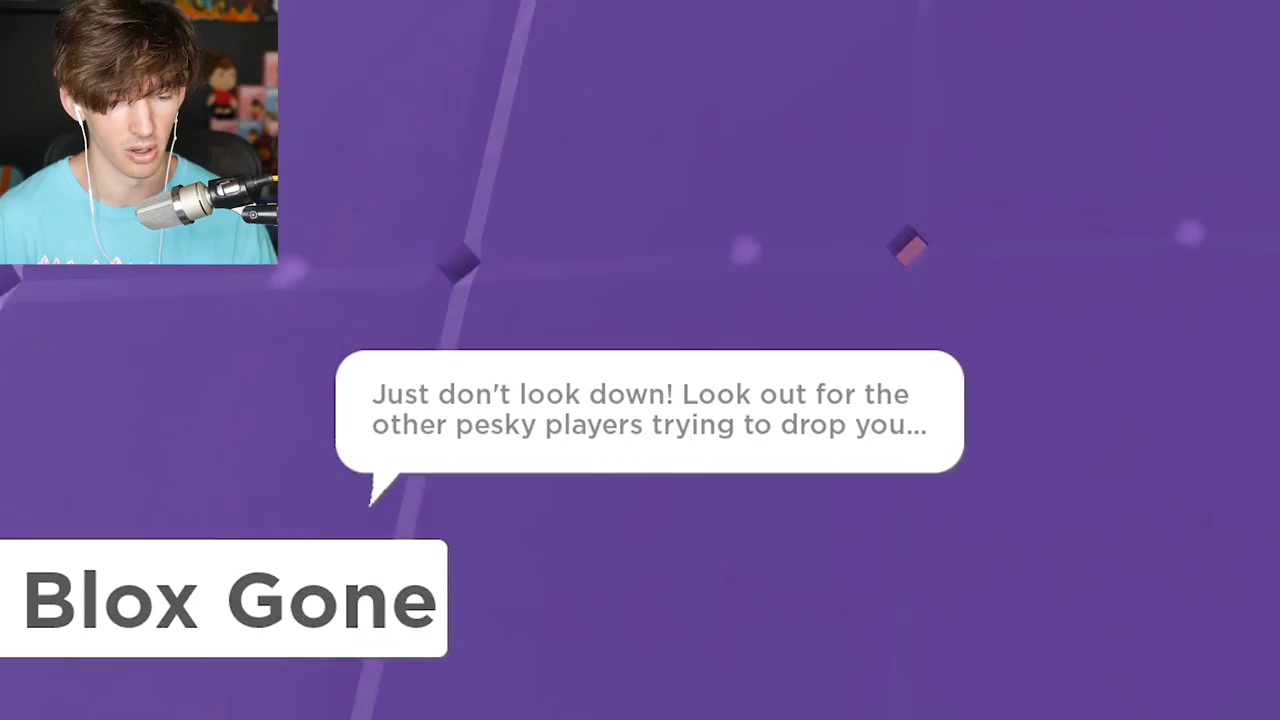 Just don't look down! Look out for the
other pesky players trying to drop you...
Blox Gone